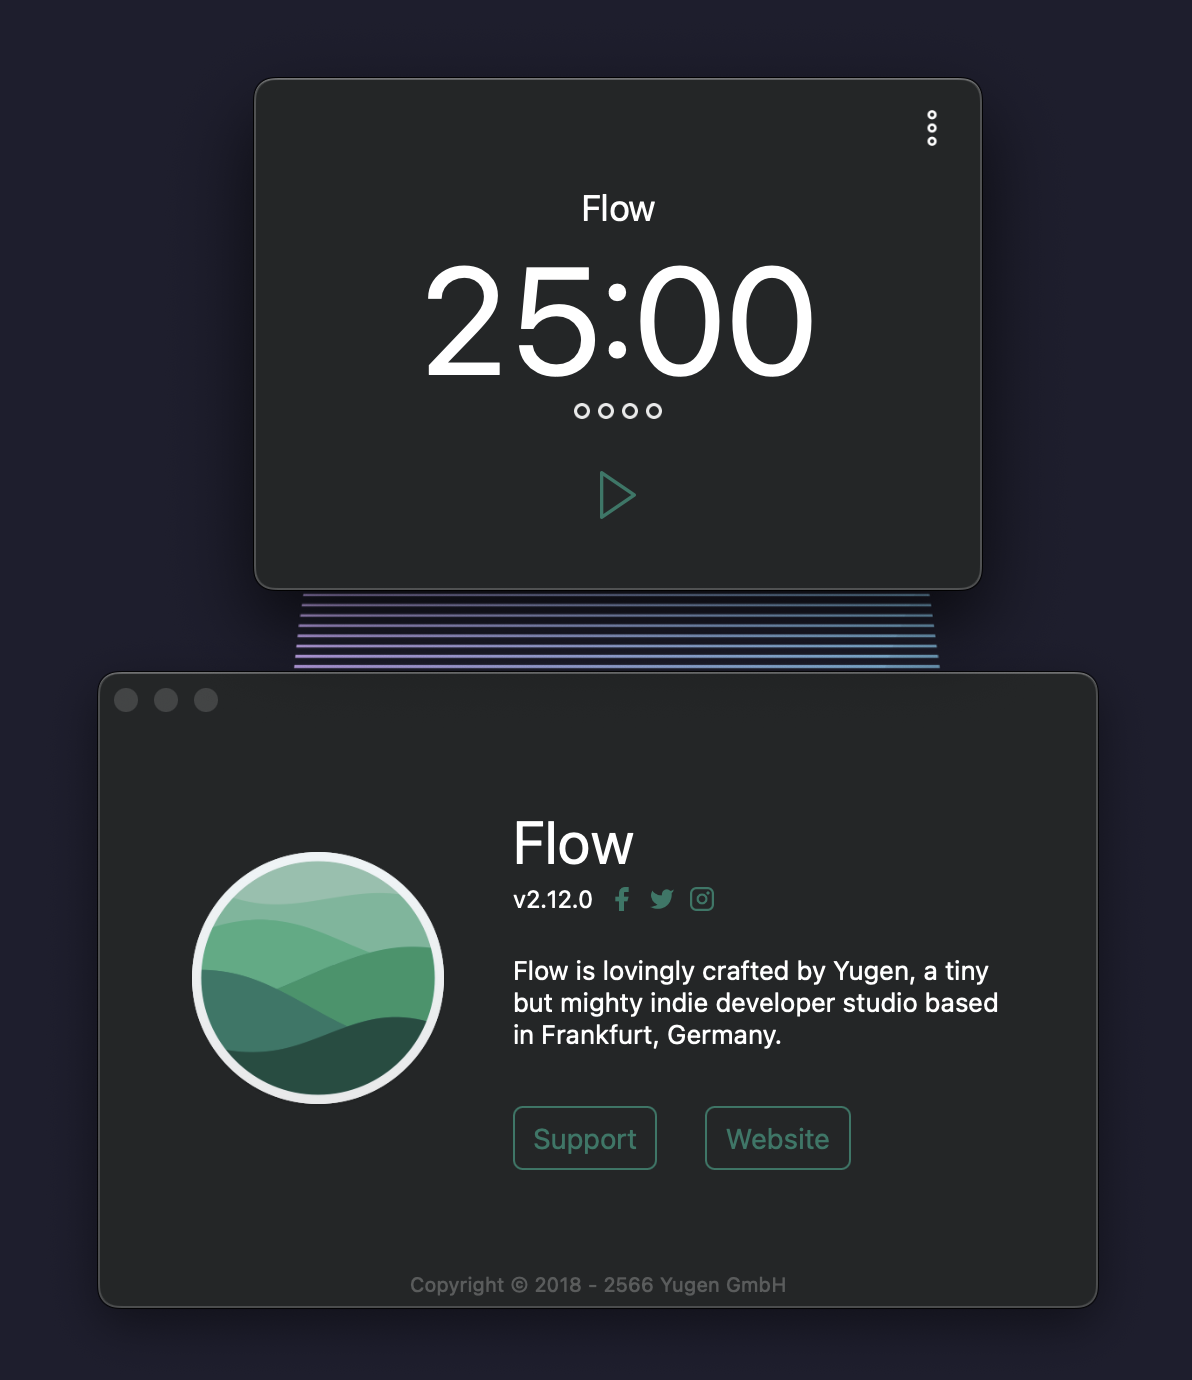 Flow
25:00
Flow
v2.12.0
Flow is lovingly crafted by Yugen, a tiny
but mighty indie developer studio based
in Frankfurt, Germany.
Support Website
Copyright © 2018 - 2566 Yugen GmbH